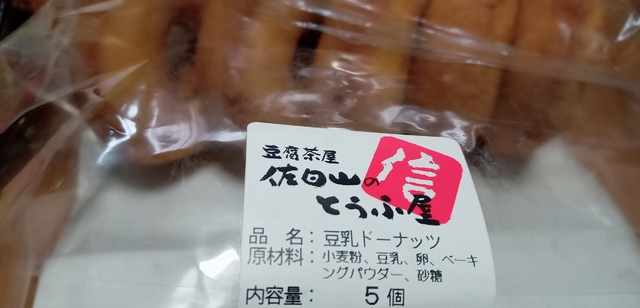 豆腐茶屋
佐白山の
とうふ屋
信
品　名：豆乳ドーナッツ
原材料：小麦粉、豆乳、卵、ベーキ
ングパウダー、砂糖
内容量：　５個